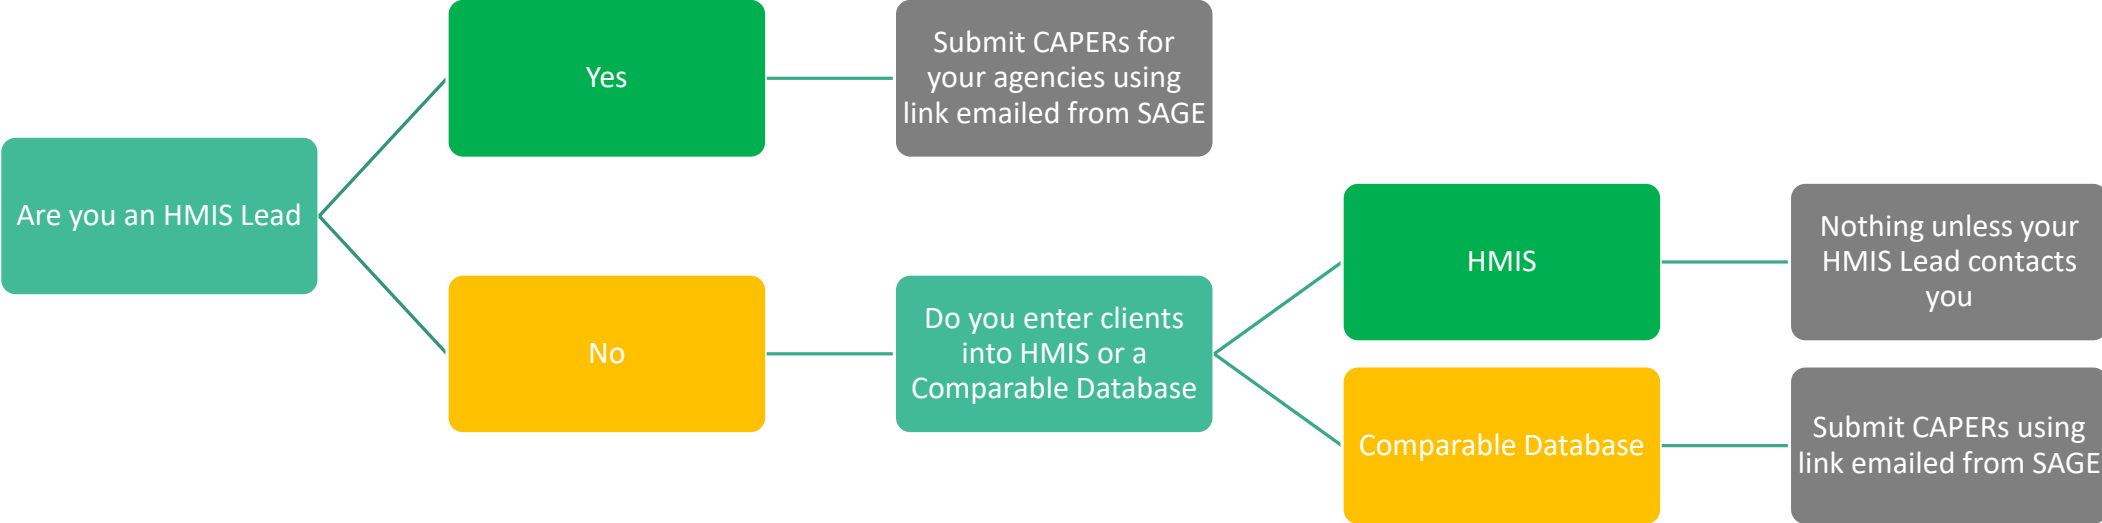 Are you an HMIS Lead
Yes
Submit CAPERs for
your agencies using
link emailed from SAGE
No
Do you enter clients
into HMIS or a
Comparable Database
HMIS
Nothing unless your
HMIS Lead contacts
you
Comparable Database
Submit CAPERs using
link emailed from SAGE